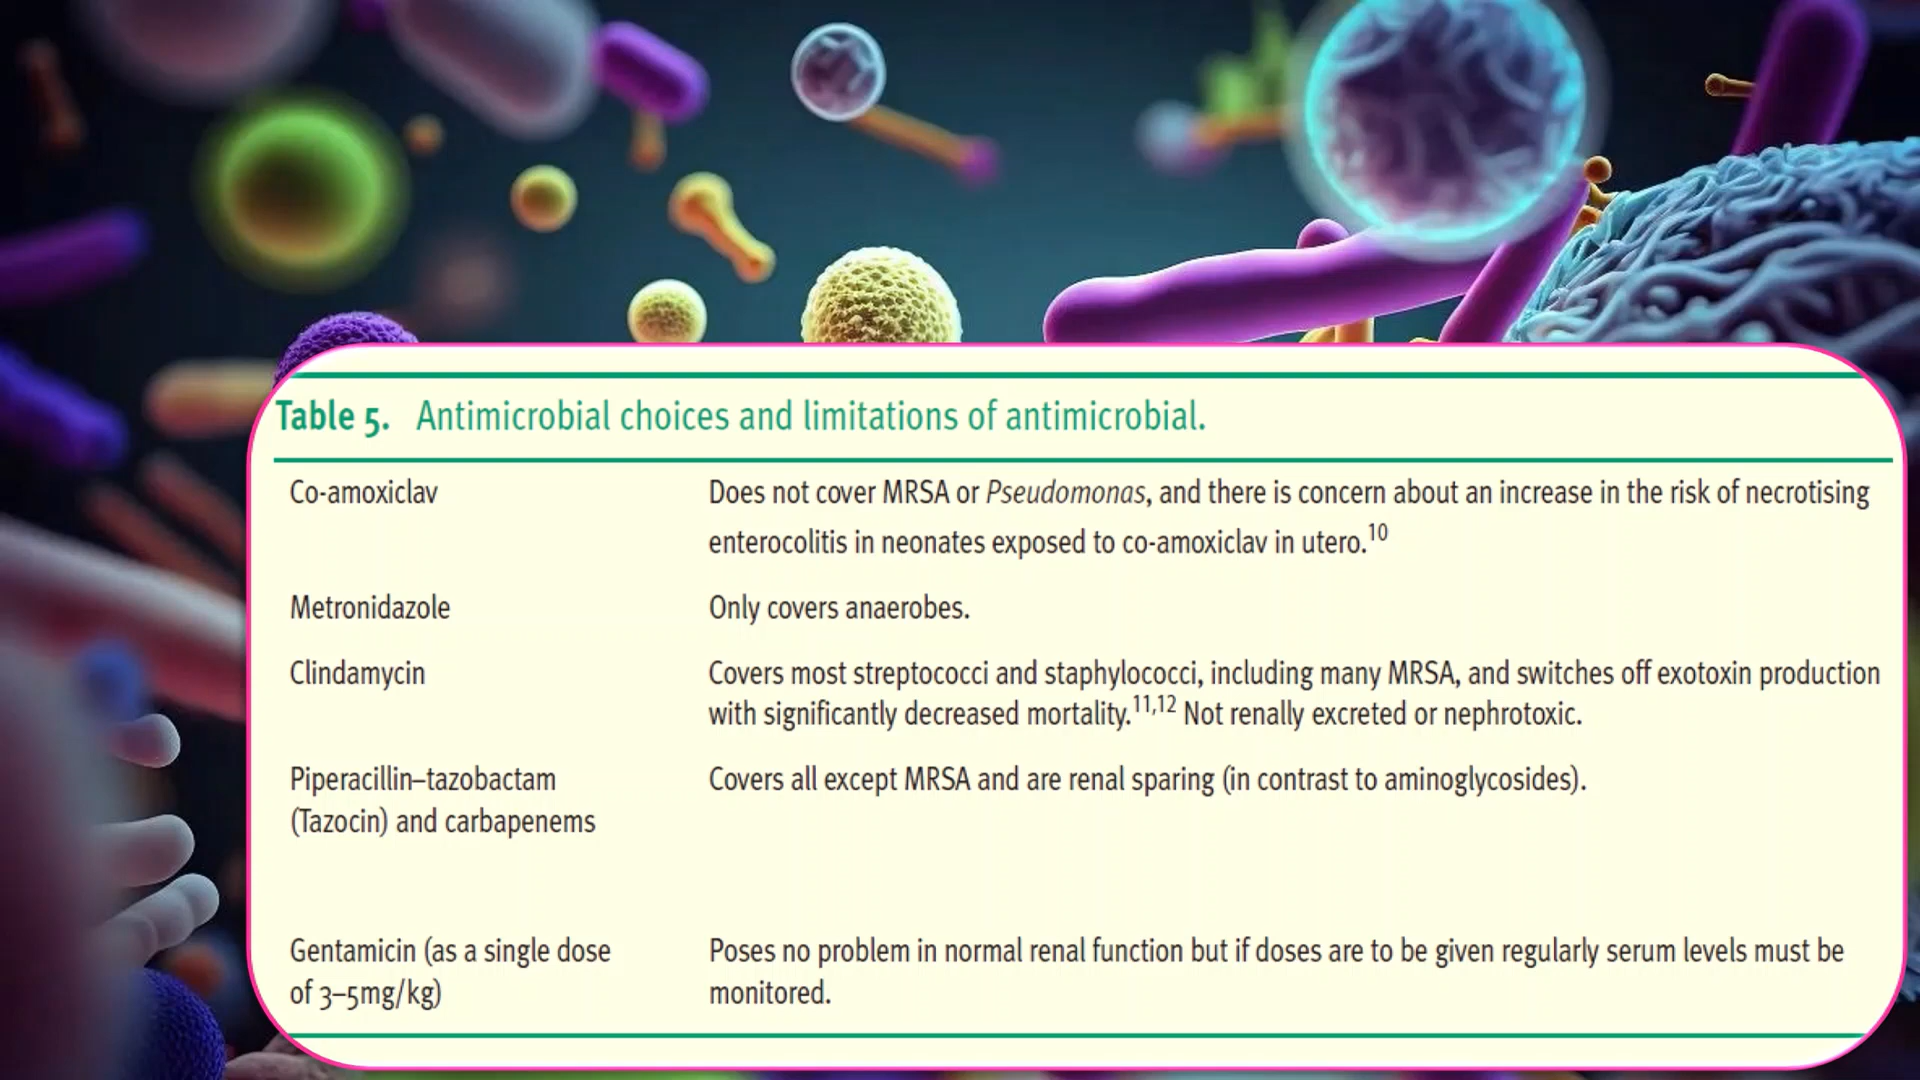 Table 5. Antimicrobial choices and limitations of antimicrobial.
Co-amoxiclav
Does not cover MRSA or Pseudomonas, and there is concern about an increase in the risk of necrotising
enterocolitis in neonates exposed to co-amoxiclav in utero.10
Metronidazole
Only covers anaerobes.
Clindamycin
Covers most streptococci and staphylococci, including many MRSA, and switches off exotoxin production
with significantly decreased mortality.11,12 Not renally excreted or nephrotoxic.
Piperacillin–tazobactam
(Tazocin) and carbapenems
Covers all except MRSA and are renal sparing (in contrast to aminoglycosides).
Gentamicin (as a single dose
of 3–5mg/kg)
Poses no problem in normal renal function but if doses are to be given regularly serum levels must be
monitored.